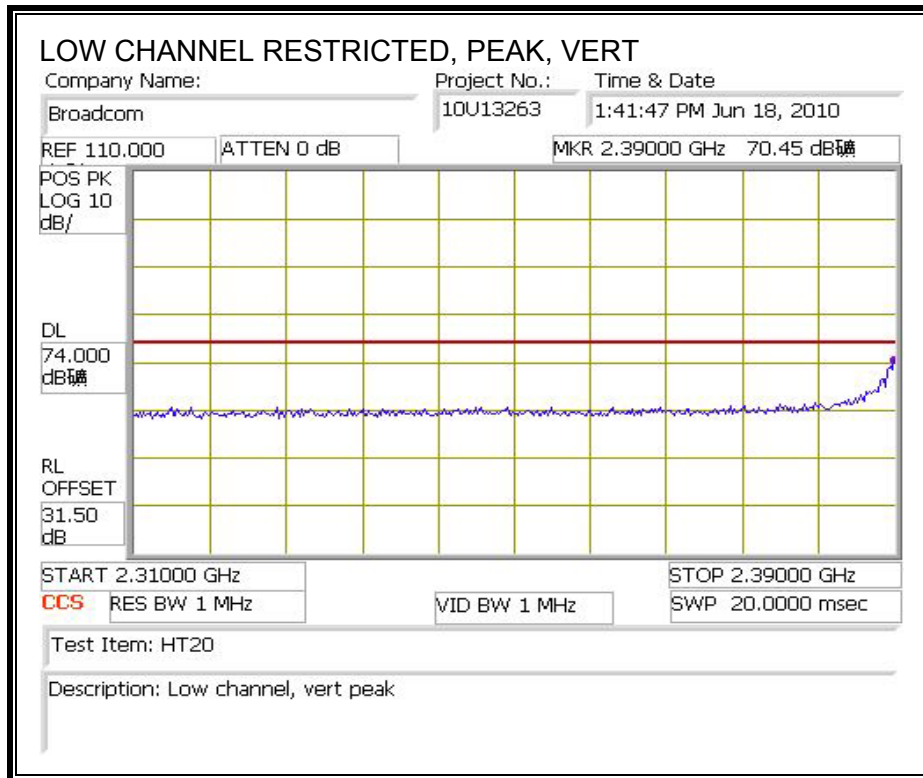 LOW CHANNEL RESTRICTED, PEAK, VERT
Company Name: Project No.: Time & Date
Broadcom 10U13263 1:41:47 PM Jun 18, 2010
REF 110.000 ATTEN 0 dB MKR 2.39000 GHz 70.45 dB礦
POS PK
LOG 10
dB/
DL
74.000
dB礦
RL
OFFSET
31.50
dB
START 2.31000 GHz STOP 2.39000 GHz
CCS RES BW 1 MHz VID BW 1 MHz SWP 20.0000 msec
Test Item: HT20
Description: Low channel, vert peak